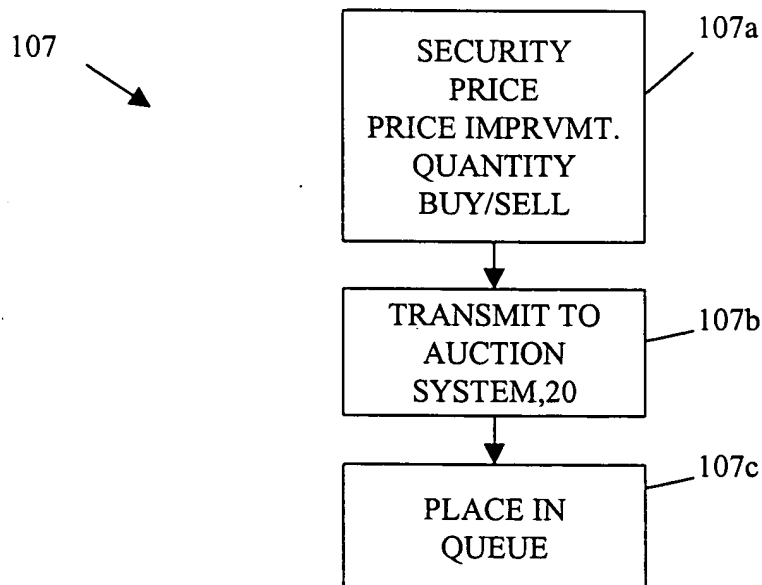 107
107a
SECURITY
PRICE
PRICE IMPRVMT.
QUANTITY
BUY/SELL
TRANSMIT TO
AUCTION
SYSTEM,20
107b
PLACE IN
QUEUE
107c